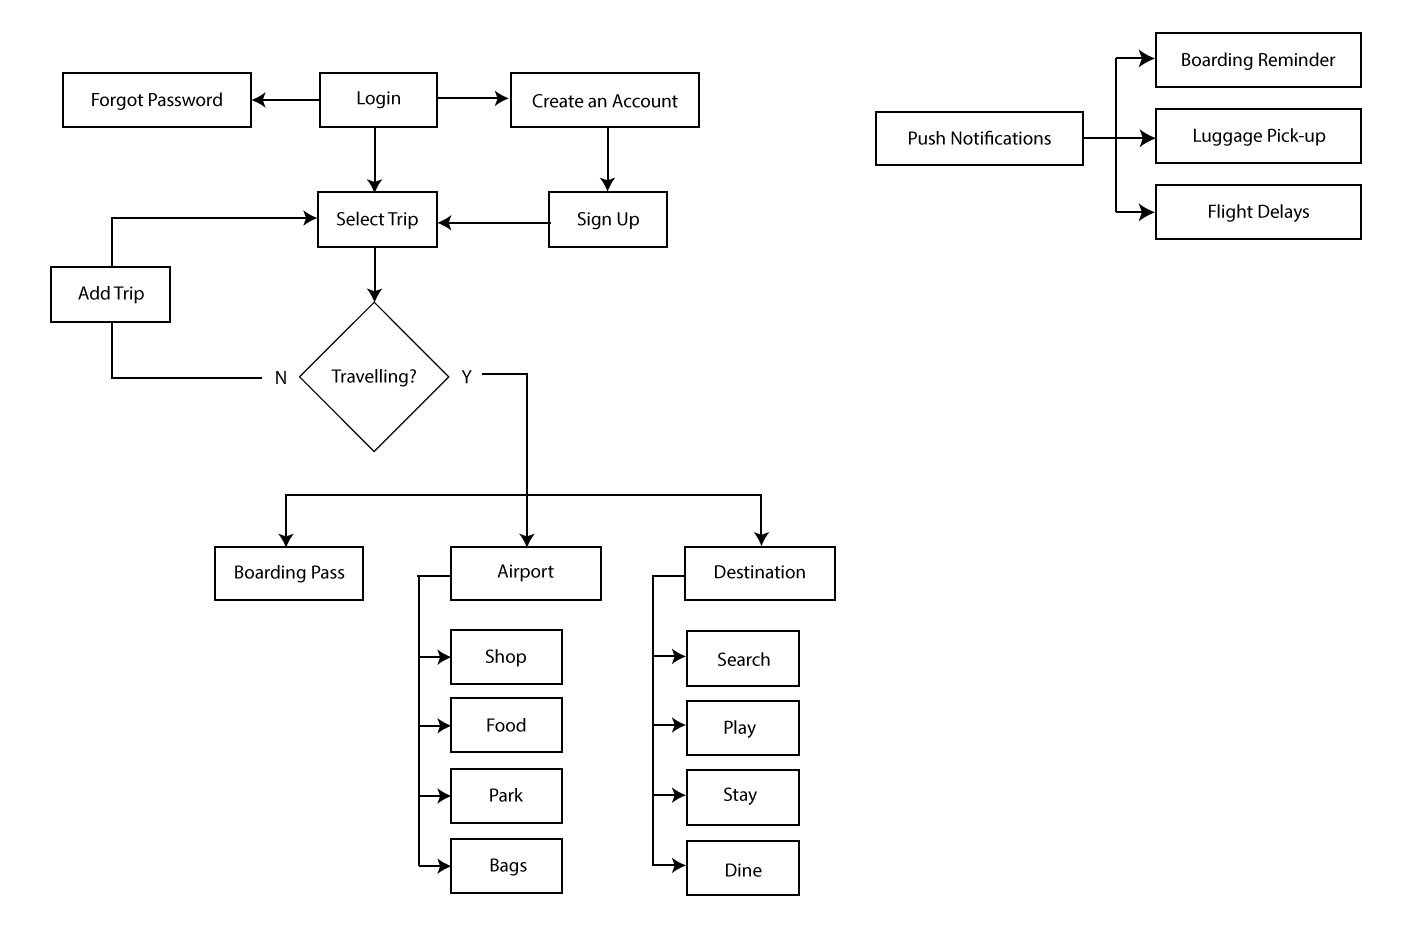 Forgot Password
Login
Create an Account
Select Trip
Sign Up
Add Trip
N
Travelling?
Y
Boarding Pass
Airport
Destination
Shop
Food
Park
Bags
Search
Play
Stay
Dine
Push Notifications
Boarding Reminder
Luggage Pick-up
Flight Delays